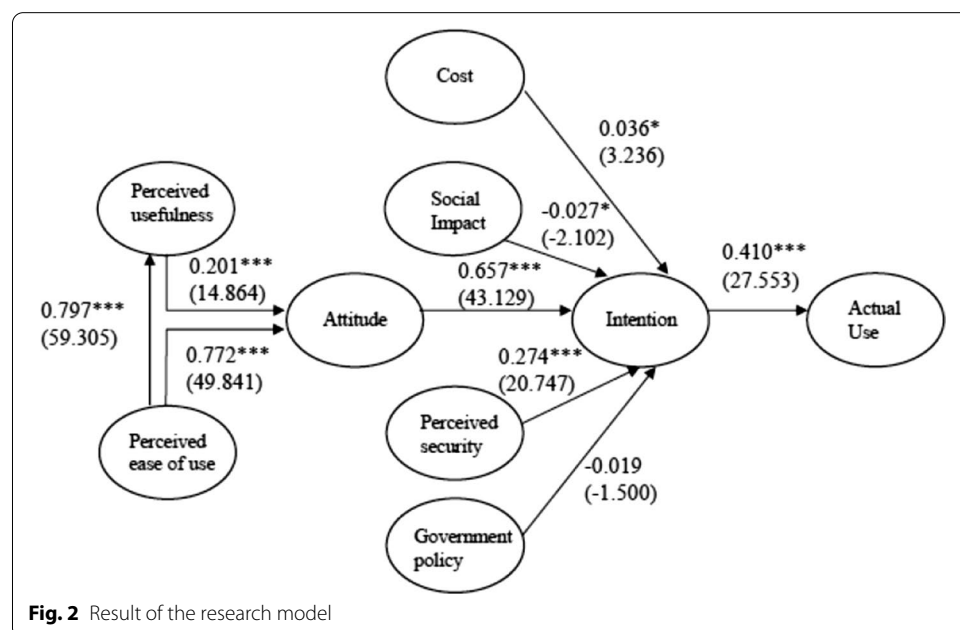 Cost
0.036*
(3.236)
Social
Impact
-0.027*
(-2.102)
Perceived
usefulness
0.201***
(14.864)
0.797***
(59.305)
0.772***
(49.841)
Perceived
ease of use
Attitude
0.657***
(43.129)
Intention
0.410***
(27.553)
Actual
Use
0.274***
(20.747)
Perceived
security
-0.019
(-1.500)
Government
policy
Fig. 2 Result of the research model